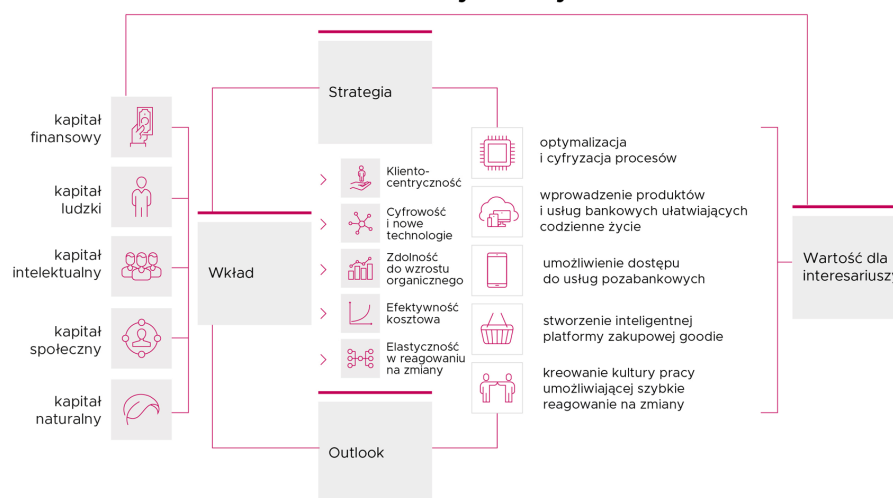 kapitał
finansowy
kapitał
ludzki
kapitał
intelektualny
kapitał
społeczny
kapitał
naturalny
Wkład
Strategia
Kliento-
centryczność
Cyfrowość
i nowe
technologie
Zdolność
do wzrostu
organicznego
Efektywność
kosztowa
Elastyczność
w reagowaniu
na zmiany
Outlook
optymalizacja
i cyfryzacja procesów
wprowadzenie produktów
i usług bankowych ułatwiających
codzienne życie
umożliwienie dostępu
do usług pozabankowych
stworzenie inteligentnej
platformy zakupowej goodie
kreowanie kultury pracy
umożliwiającej szybkie
reagowanie na zmiany
Wartość dla
interesariuszy